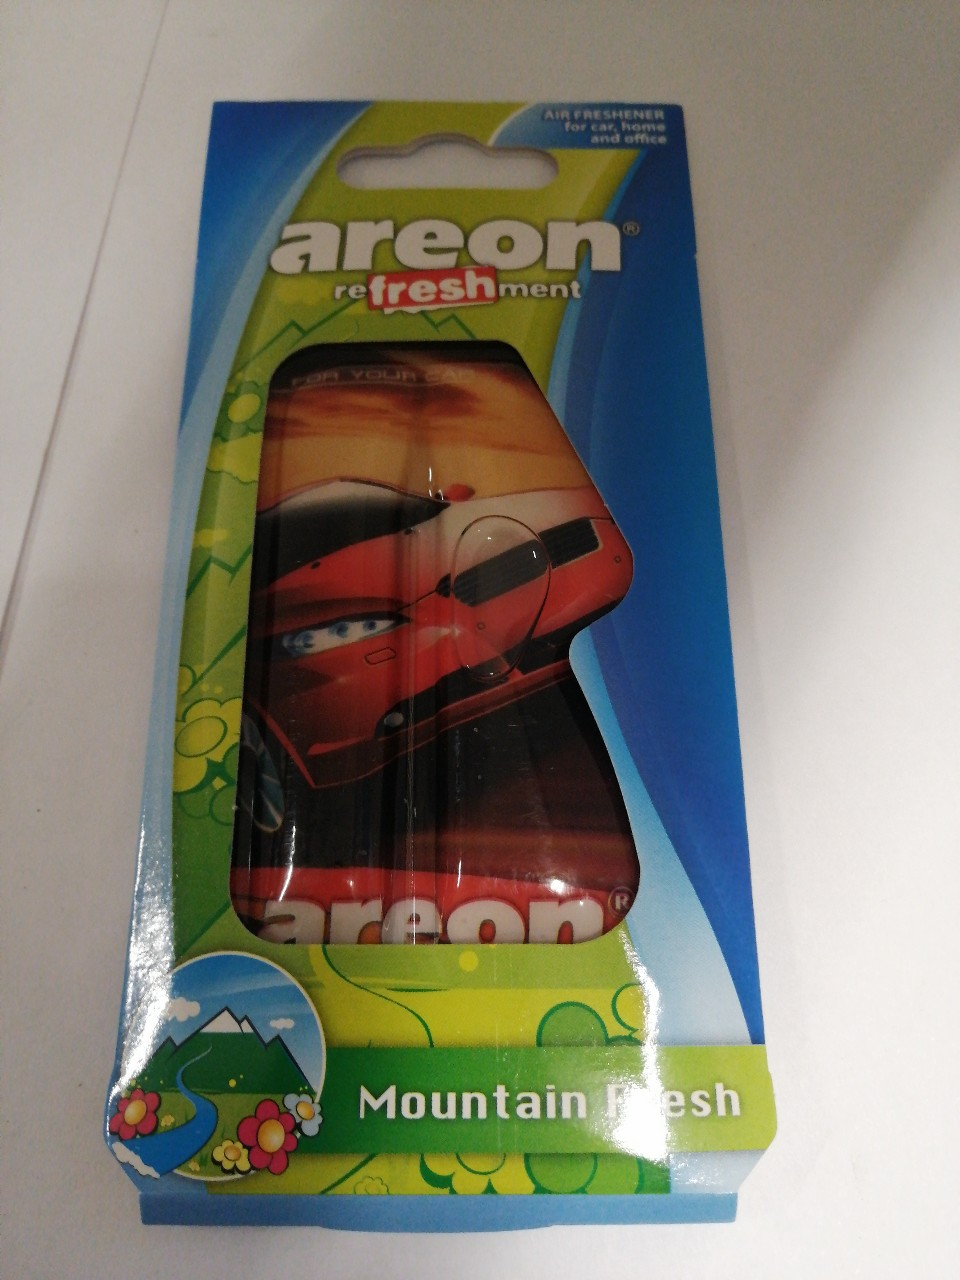 AIR FRESHENER
for car, home
and office
areon®
refreshment
FOR YOUR CAR
areon®
Mountain Fresh